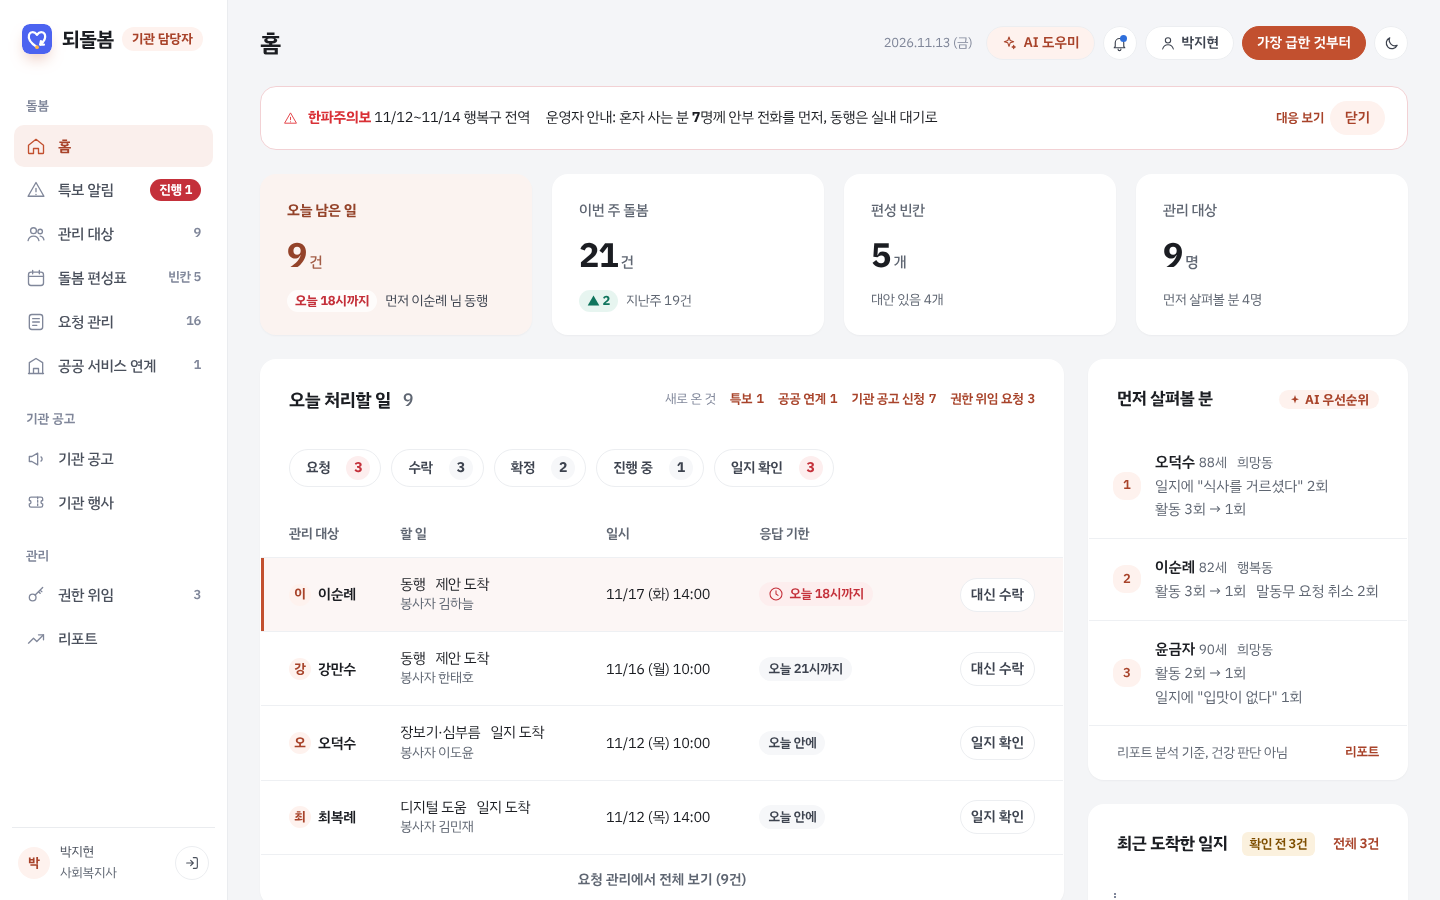 되돌봄 기관 담당자
돌봄
홈
특보 알림 진행 1
관리 대상 9
돌봄 편성표 빈칸 5
요청 관리 16
공공 서비스 연계 1
기관 공고
기관 공고
기관 행사
관리
권한 위임 3
리포트
박 박지현
사회복지사
홈
2026.11.13 (금) AI 도우미 박지현 가장 급한 것부터
한파주의보 11/12~11/14 행복구 전역 운영자 안내: 혼자 사는 분 7명께 안부 전화를 먼저, 동행은 실내 대기로 대응 보기 닫기
오늘 남은 일
9건
오늘 18시까지 먼저 이순례 님 동행
이번 주 돌봄
21건
▲ 2 지난주 19건
편성 빈칸
5개
대안 있음 4개
관리 대상
9명
먼저 살펴볼 분 4명
오늘 처리할 일 9
새로 온 것 특보 1 공공 연계 1 기관 공고 신청 7 권한 위임 요청 3
요청 3 수락 3 확정 2 진행 중 1 일지 확인 3
관리 대상 할 일 일시 응답 기한
이 이순례 동행 제안 도착 11/17 (화) 14:00 오늘 18시까지 대신 수락
봉사자 김하늘
강 강만수 동행 제안 도착 11/16 (월) 10:00 오늘 21시까지 대신 수락
봉사자 한태호
오 오덕수 장보기·심부름 일지 도착 11/12 (목) 10:00 오늘 안에 일지 확인
봉사자 이도윤
최 최복례 디지털 도움 일지 도착 11/12 (목) 14:00 오늘 안에 일지 확인
봉사자 김민재
요청 관리에서 전체 보기 (9건)
먼저 살펴볼 분 AI 우선순위
1 오덕수 88세 희망동
일지에 "식사를 거르셨다" 2회
활동 3회 → 1회
2 이순례 82세 행복동
활동 3회 → 1회 말동무 요청 취소 2회
3 윤금자 90세 희망동
활동 2회 → 1회
일지에 "입맛이 없다" 1회
리포트 분석 기준, 건강 판단 아님 리포트
최근 도착한 일지 확인 전 3건 전체 3건